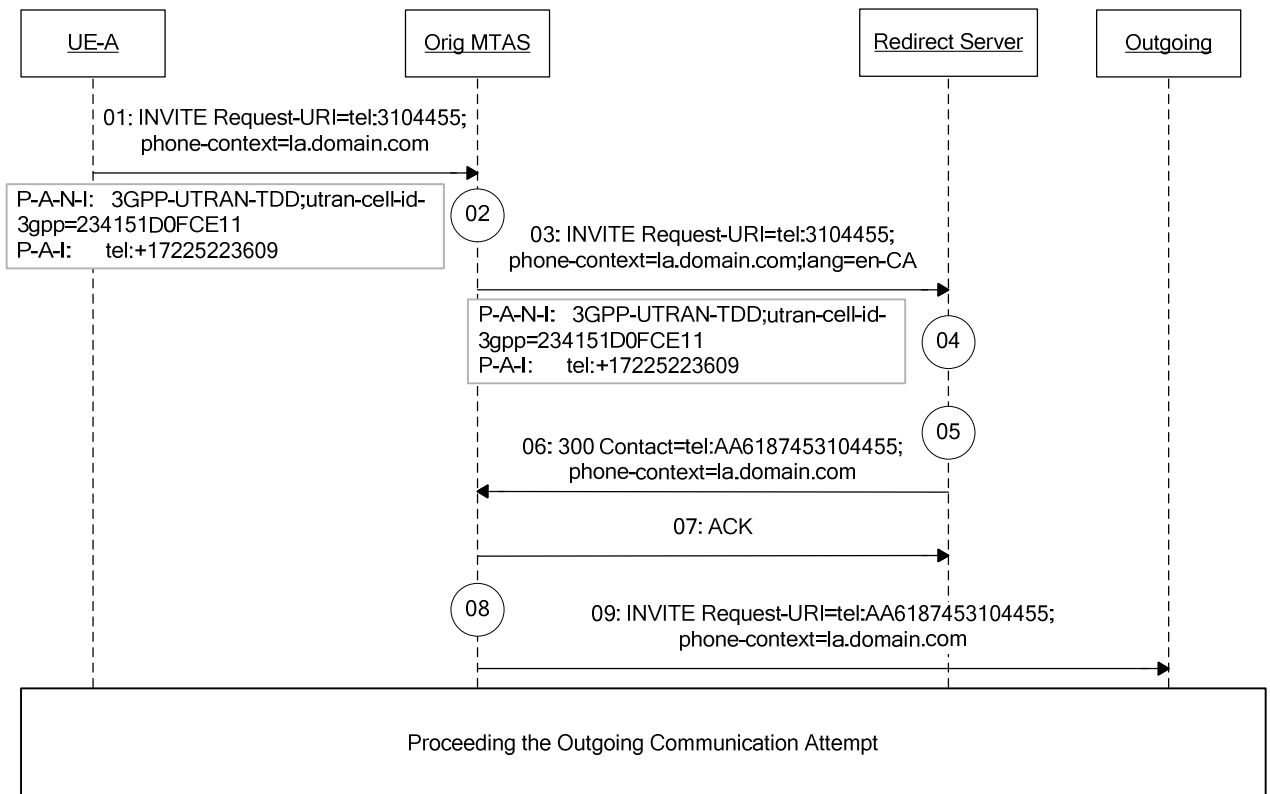 UE-A
Orig MTAS
Redirect Server
Outgoing
01: INVITE Request-URI=tel:3104455;
phone-context=la.domain.com
P-A-N-I: 3GPP-UTRAN-TDD;utran-cell-id-
3gpp=234151D0FCE11
P-A-I: tel:+17225223609
02
03: INVITE Request-URI=tel:3104455;
phone-context=la.domain.com;lang=en-CA
P-A-N-I: 3GPP-UTRAN-TDD;utran-cell-id-
3gpp=234151D0FCE11
P-A-I: tel:+17225223609
04
05
06: 300 Contact=tel:AA6187453104455;
phone-context=la.domain.com
07: ACK
08
09: INVITE Request-URI=tel:AA6187453104455;
phone-context=la.domain.com
Proceeding the Outgoing Communication Attempt